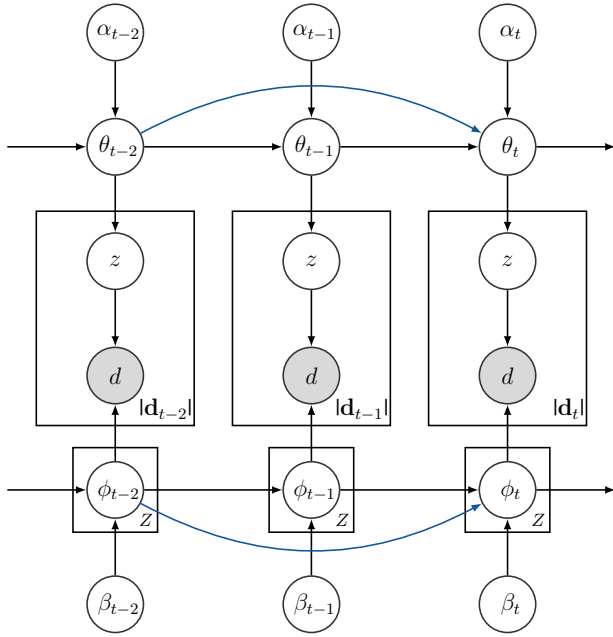 α_{t−2} α_{t−1} α_t
θ_{t−2} θ_{t−1} θ_t
z z z
d d d
|𝐝_{t−2}| |𝐝_{t−1}| |𝐝_t|
ϕ_{t−2} ϕ_{t−1} ϕ_t
Z Z Z
β_{t−2} β_{t−1} β_t